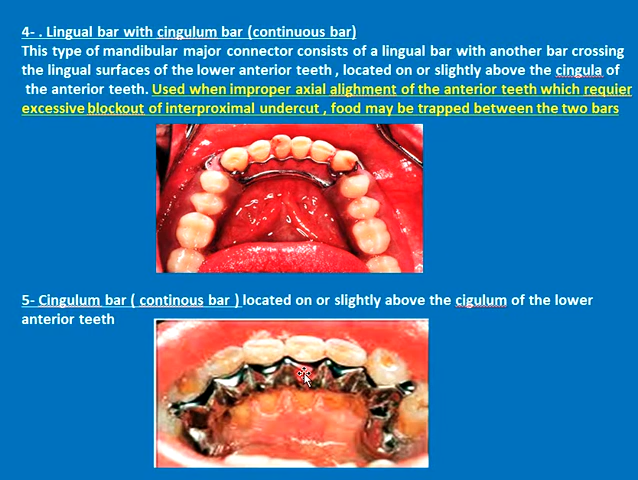 4- . Lingual bar with cingulum bar (continuous bar)
This type of mandibular major connector consists of a lingual bar with another bar crossing
the lingual surfaces of the lower anterior teeth , located on or slightly above the cingula of
the anterior teeth. Used when improper axial alighment of the anterior teeth which requier
excessive blockout of interproximal undercut , food may be trapped between the two bars
5- Cingulum bar ( continous bar ) located on or slightly above the cigulum of the lower
anterior teeth